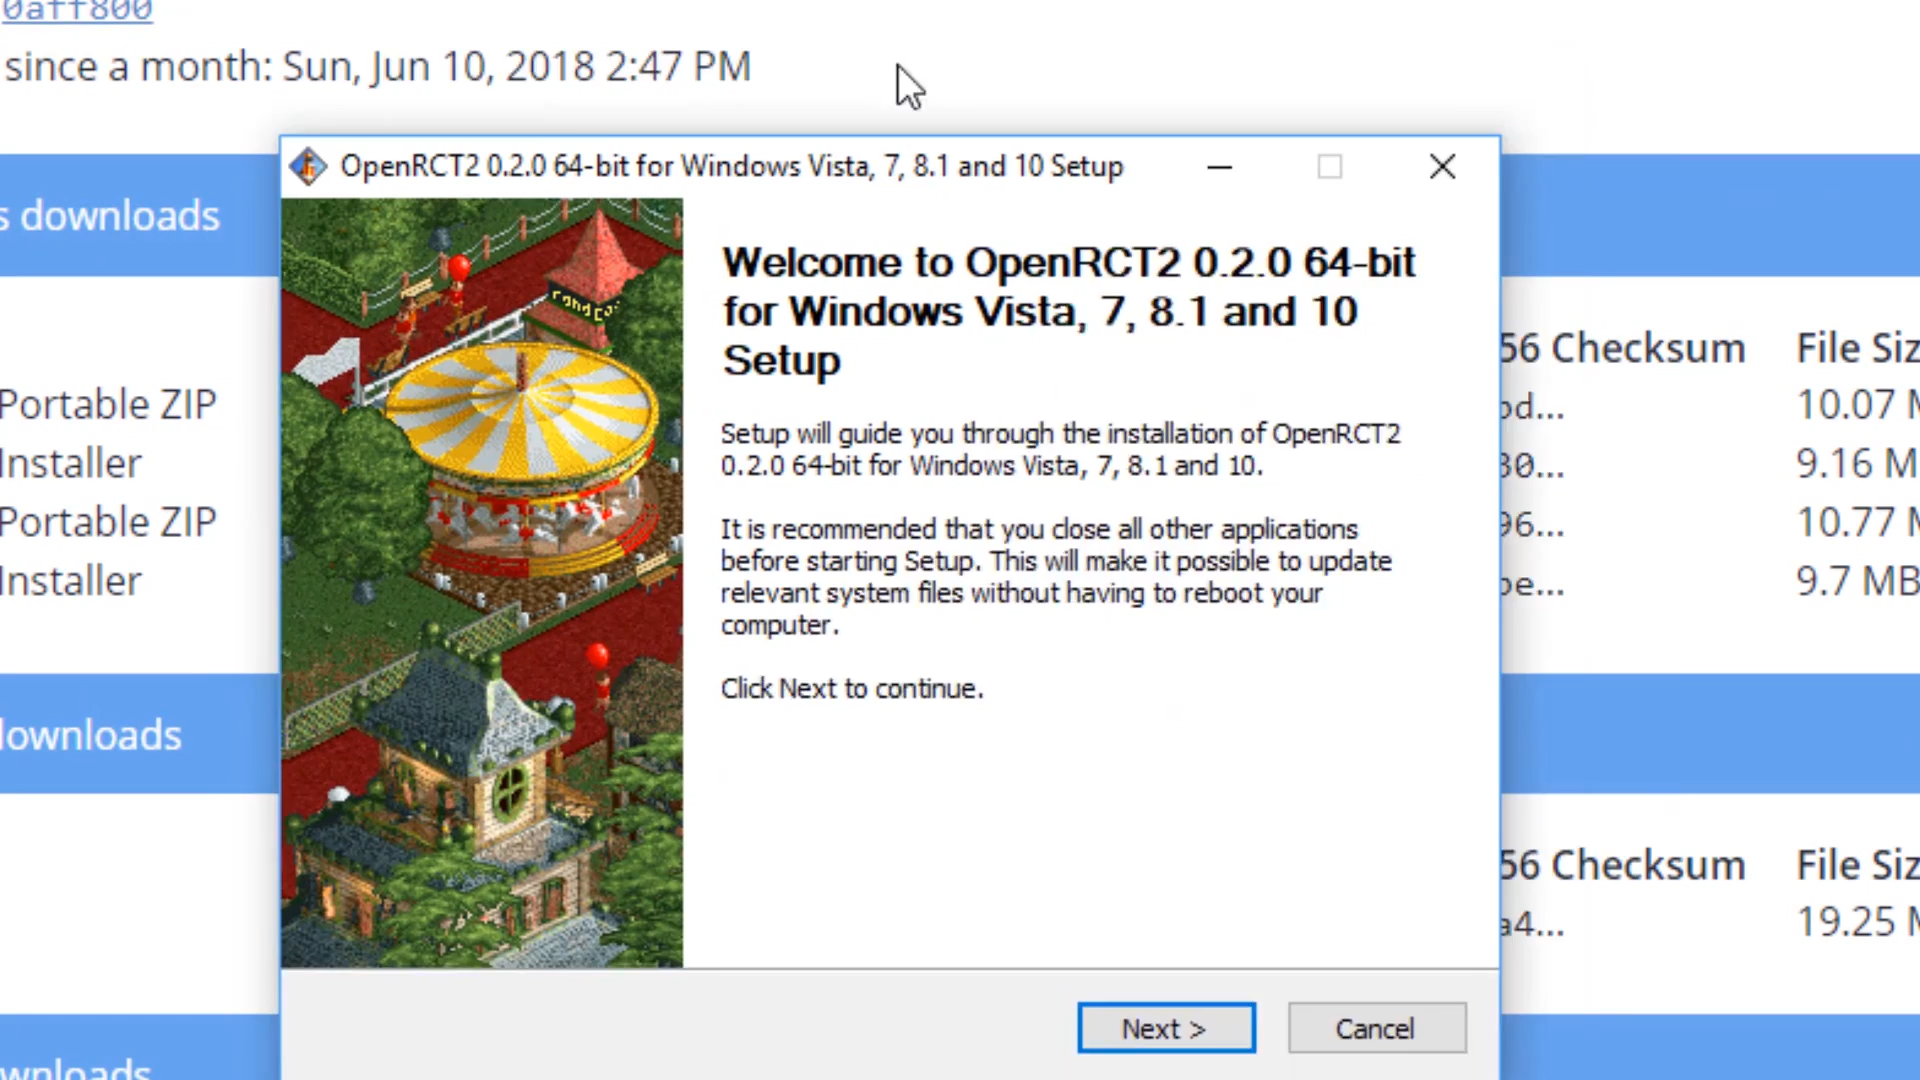 0aff800
since a month: Sun, Jun 10, 2018 2:47 PM
OpenRCT2 0.2.0 64-bit for Windows Vista, 7, 8.1 and 10 Setup
s downloads
Welcome to OpenRCT2 0.2.0 64-bit
for Windows Vista, 7, 8.1 and 10
Setup
56 Checksum File Siz
Portable ZIP
10.07 M
Setup will guide you through the installation of OpenRCT2
0.2.0 64-bit for Windows Vista, 7, 8.1 and 10.
Installer
30... 9.16 M
Portable ZIP
96... 10.77 M
It is recommended that you close all other applications
before starting Setup. This will make it possible to update
relevant system files without having to reboot your
computer.
Installer
9.7 MB
Click Next to continue.
downloads
56 Checksum File Siz
a4... 19.25 M
Next > Cancel
wnloads